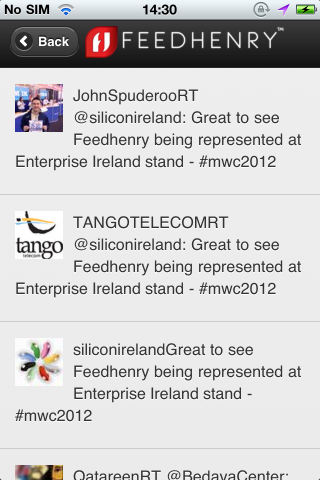 No SIM 14:30
Back FEEDHENRY™
JohnSpuderooRT
@siliconireland: Great to see
Feedhenry being represented at
Enterprise Ireland stand - #mwc2012
TANGOTELECOMRT
@siliconireland: Great to see
tango
telecom
Feedhenry being represented at
Enterprise Ireland stand - #mwc2012
siliconirelandGreat to see
Feedhenry being represented at
Enterprise Ireland stand -
#mwc2012
QatareenRT @BedayaCenter: